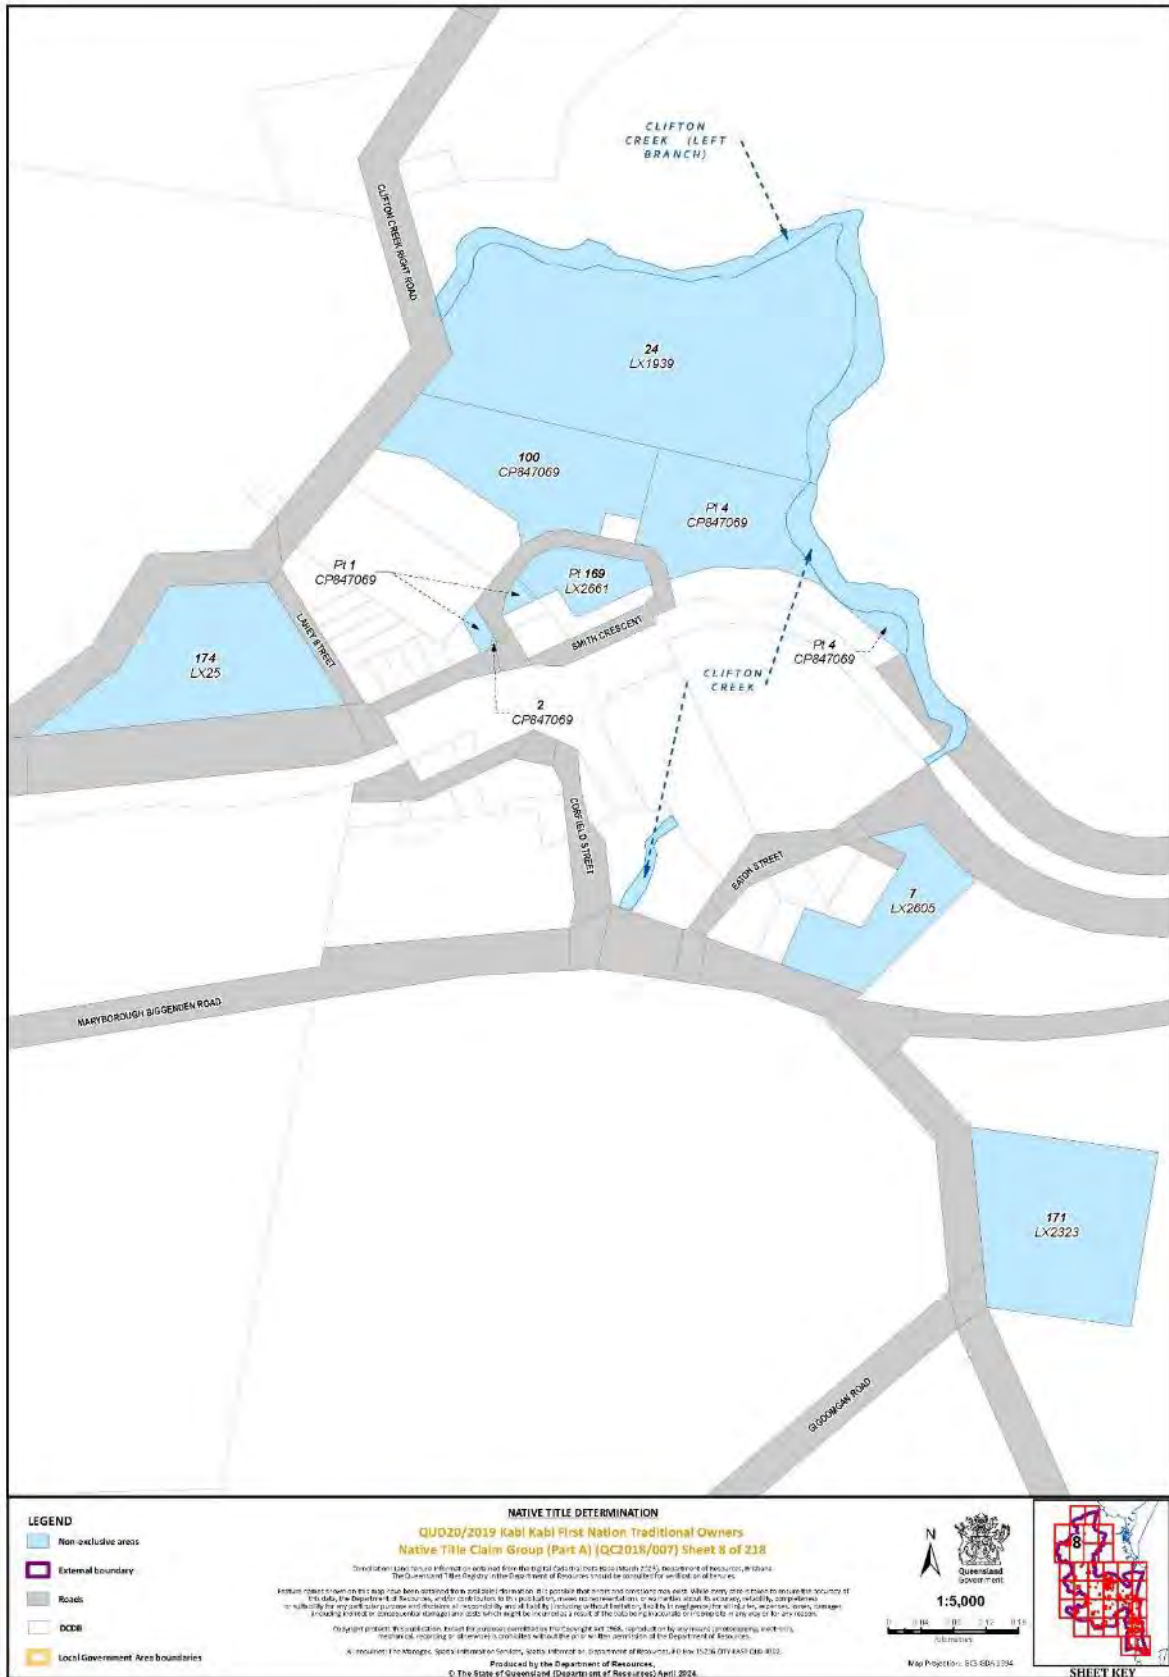 CLIFTON
CREEK (LEFT
BRANCH)
CLIFTON CREEK RIGHT ROAD
24
LX1939
100
CP847069
Pt 4
CP847069
Pt 1
CP847069
Pt 169
LX2661
LAHEY STREET
SMITH CRESCENT
174
LX25
Pt 4
CP847069
CLIFTON
CREEK
2
CP847069
CORFIELD STREET
EATON STREET
7
LX2605
MARYBOROUGH BIGGENDEN ROAD
171
LX2323
GIGOOMGAN ROAD
LEGEND
Non-exclusive areas
External boundary
Roads
DCDB
Local Government Area boundaries
NATIVE TITLE DETERMINATION
QUD20/2019 Kabi Kabi First Nation Traditional Owners
Native Title Claim Group (Part A) (QC2018/007) Sheet 8 of 218
Produced by the Department of Resources.
© The State of Queensland (Department of Resources) April 2024.
N
Queensland
Government
1:5,000
8
SHEET KEY